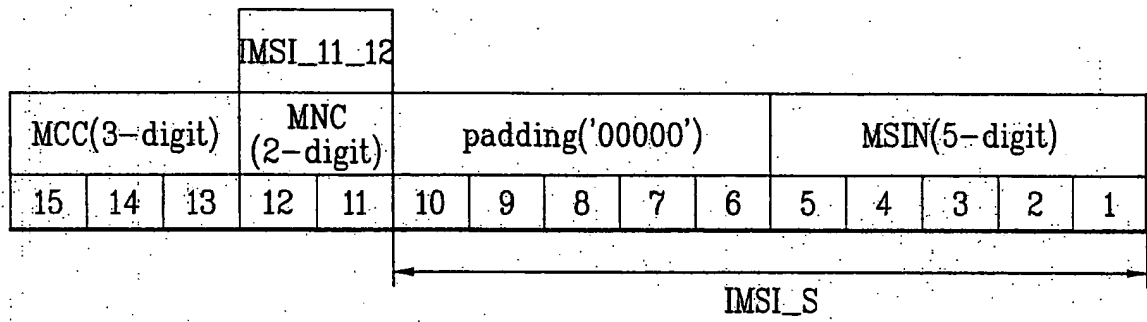 IMSI_11_12
MCC(3-digit) MNC (2-digit) padding('00000') MSIN(5-digit)
15 14 13 12 11 10 9 8 7 6 5 4 3 2 1
IMSI_S